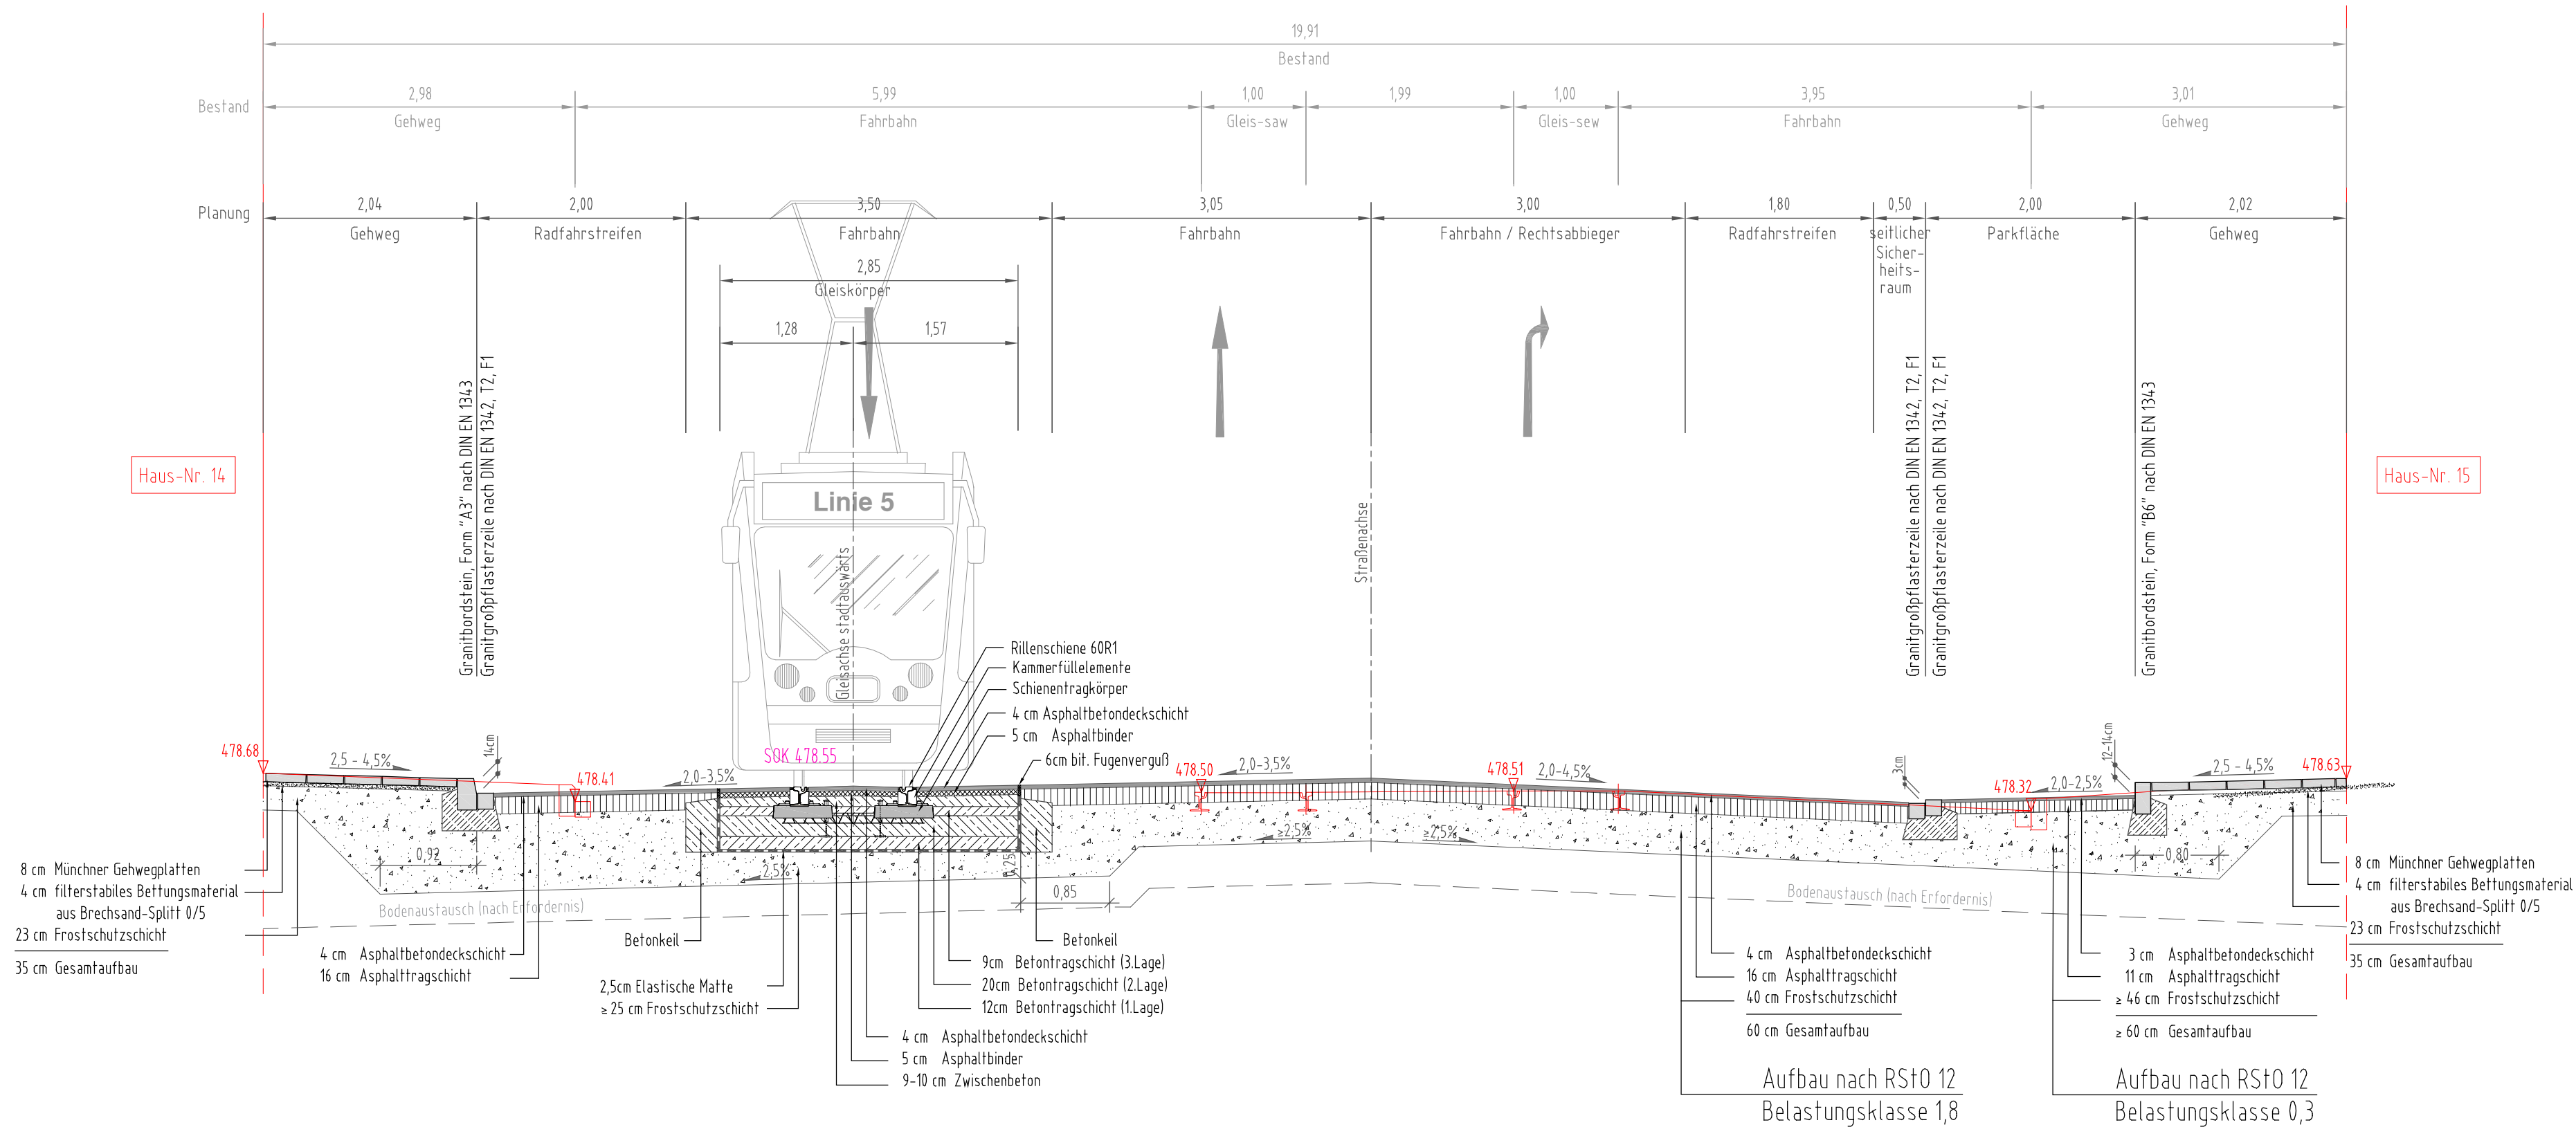 19,91
Bestand
Bestand
2,98
5,99
1,00
1,99
1,00
3,95
3,01
Gehweg
Fahrbahn
Gleis-saw
Gleis-sew
Fahrbahn
Gehweg
Planung
2,04
2,00
3,50
3,05
3,00
1,80
0,50
2,00
2,02
Gehweg
Radfahrstreifen
Fahrbahn
Fahrbahn
Fahrbahn / Rechtsabbieger
Radfahrstreifen
seitlicher
Sicher-
heits-
raum
Parkfläche
Gehweg
2,85
Gleiskörper
1,28
1,57
Granitbordstein, Form "A3" nach DIN EN 1343
Granitgroßpflasterzeile nach DIN EN 1342, T2, F1
Granitgroßpflasterzeile nach DIN EN 1342, T2, F1
Granitgroßpflasterzeile nach DIN EN 1342, T2, F1
Granitbordstein, Form "B6" nach DIN EN 1343
Haus-Nr. 14
Haus-Nr. 15
Linie 5
Gleisachse stadtauswärts
Straßenachse
Rillenschiene 60R1
Kammerfüllelemente
Schienentragkörper
4 cm Asphaltbetondeckschicht
5 cm Asphaltbinder
6cm bit. Fugenverguß
478.68
2,5 - 4,5%
14cm
478.41
2,0-3,5%
SOK 478.55
478.50
2,0-3,5%
478.51
2,0-4,5%
3cm
478.32
2,0-2,5%
12-14cm
2,5 - 4,5%
478.63
0,92
2,5%
0,25
0,85
≥2,5%
≥2,5%
0,80
Bodenaustausch (nach Erfordernis)
Bodenaustausch (nach Erfordernis)
8 cm Münchner Gehwegplatten
4 cm filterstabiles Bettungsmaterial
aus Brechsand-Splitt 0/5
23 cm Frostschutzschicht
35 cm Gesamtaufbau
4 cm Asphaltbetondeckschicht
16 cm Asphalttragschicht
Betonkeil
2,5cm Elastische Matte
≥ 25 cm Frostschutzschicht
Betonkeil
9cm Betontragschicht (3.Lage)
20cm Betontragschicht (2.Lage)
12cm Betontragschicht (1.Lage)
4 cm Asphaltbetondeckschicht
5 cm Asphaltbinder
9-10 cm Zwischenbeton
4 cm Asphaltbetondeckschicht
16 cm Asphalttragschicht
40 cm Frostschutzschicht
60 cm Gesamtaufbau
Aufbau nach RStO 12
Belastungsklasse 1,8
3 cm Asphaltbetondeckschicht
11 cm Asphalttragschicht
≥ 46 cm Frostschutzschicht
≥ 60 cm Gesamtaufbau
Aufbau nach RStO 12
Belastungsklasse 0,3
8 cm Münchner Gehwegplatten
4 cm filterstabiles Bettungsmaterial
aus Brechsand-Splitt 0/5
23 cm Frostschutzschicht
35 cm Gesamtaufbau